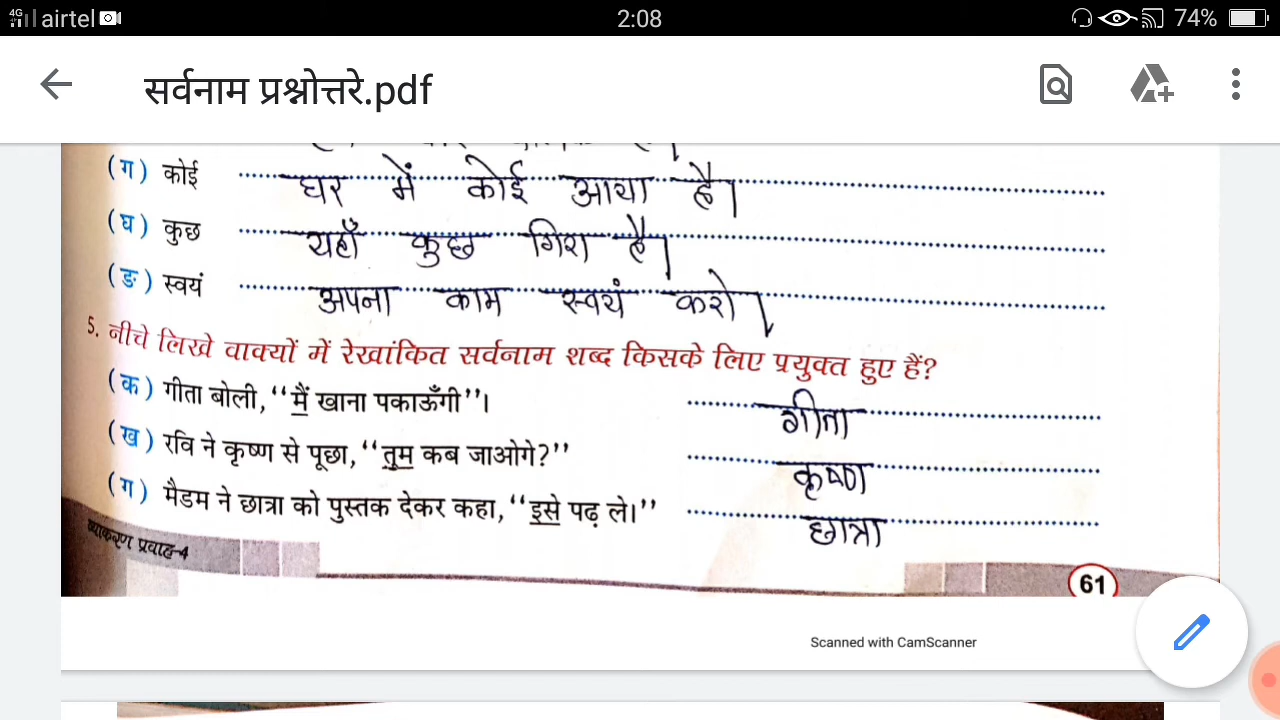 4G airtel 2:08 74%
सर्वनाम प्रश्नोत्तरे.pdf
(ग) कोई घर में कोई आया है।
(घ) कुछ यहाँ कुछ गिरा है।
(ङ) स्वयं अपना काम स्वयं करो।
5. नीचे लिखे वाक्यों में रेखांकित सर्वनाम शब्द किसके लिए प्रयुक्त हुए हैं?
(क) गीता बोली, “मैं खाना पकाऊँगी”। गीता
(ख) रवि ने कृष्ण से पूछा, “तुम कब जाओगे?” कृष्ण
(ग) मैडम ने छात्रा को पुस्तक देकर कहा, “इसे पढ़ ले।” छात्रा
व्याकरण प्रवाह-4
61
Scanned with CamScanner